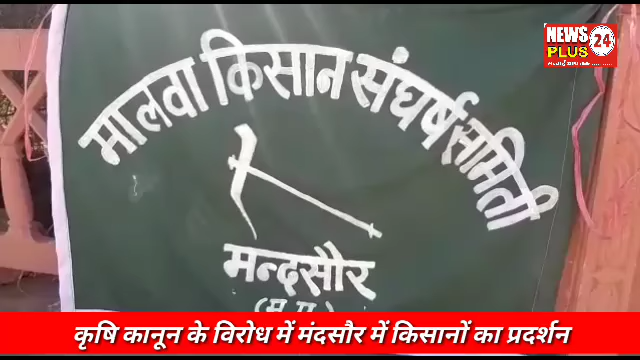 NEWS
PLUS
24
मालवा किसान संघर्ष समिती
मन्दसौर
(म.प्र.)
कृषि कानून के विरोध में मंदसौर में किसानों का प्रदर्शन